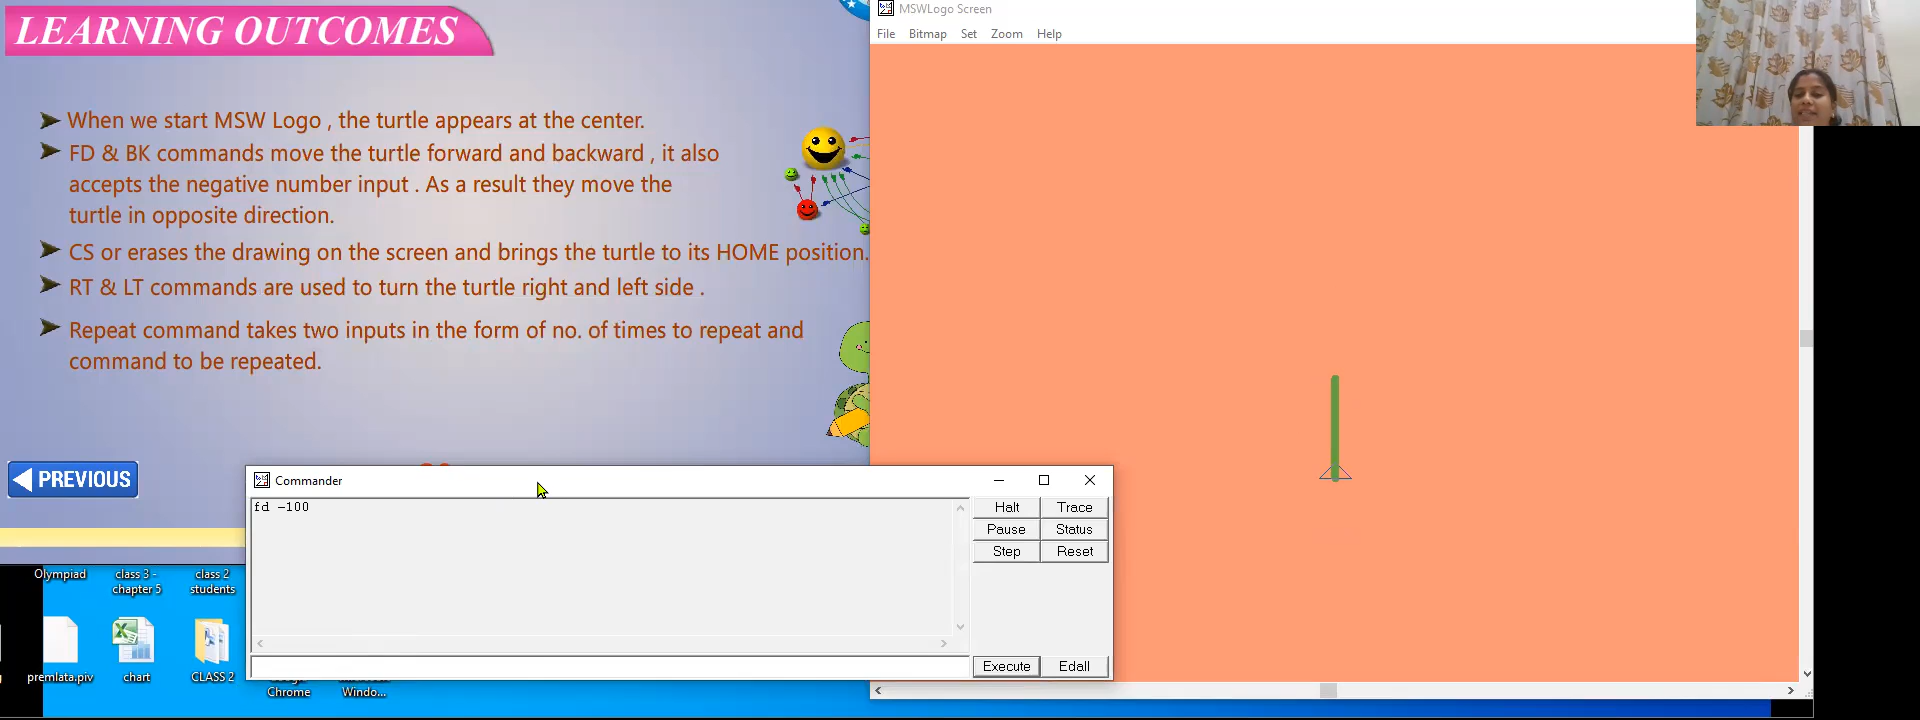 LEARNING OUTCOMES
When we start MSW Logo , the turtle appears at the center.
FD & BK commands move the turtle forward and backward , it also
accepts the negative number input . As a result they move the
turtle in opposite direction.
CS or erases the drawing on the screen and brings the turtle to its HOME position.
RT & LT commands are used to turn the turtle right and left side .
Repeat command takes two inputs in the form of no. of times to repeat and
command to be repeated.
PREVIOUS
MSWLogo Screen
File Bitmap Set Zoom Help
Commander
fd -100
Halt Trace
Pause Status
Step Reset
Execute Edall
Olympiad
class 3 -
chapter 5
class 2
students
premlata.piv
chart
CLASS 2
Chrome
Windo...